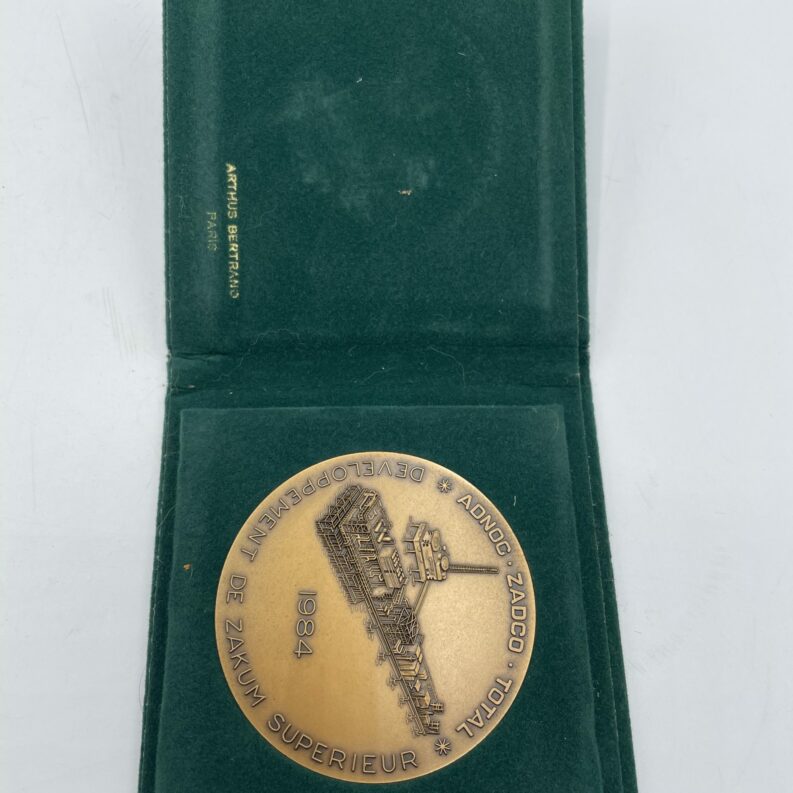 ARTHUS BERTRAND
PARIS
ADNOC · ZADCO · TOTAL
* DEVELOPPEMENT DE ZAKUM SUPERIEUR *
1984